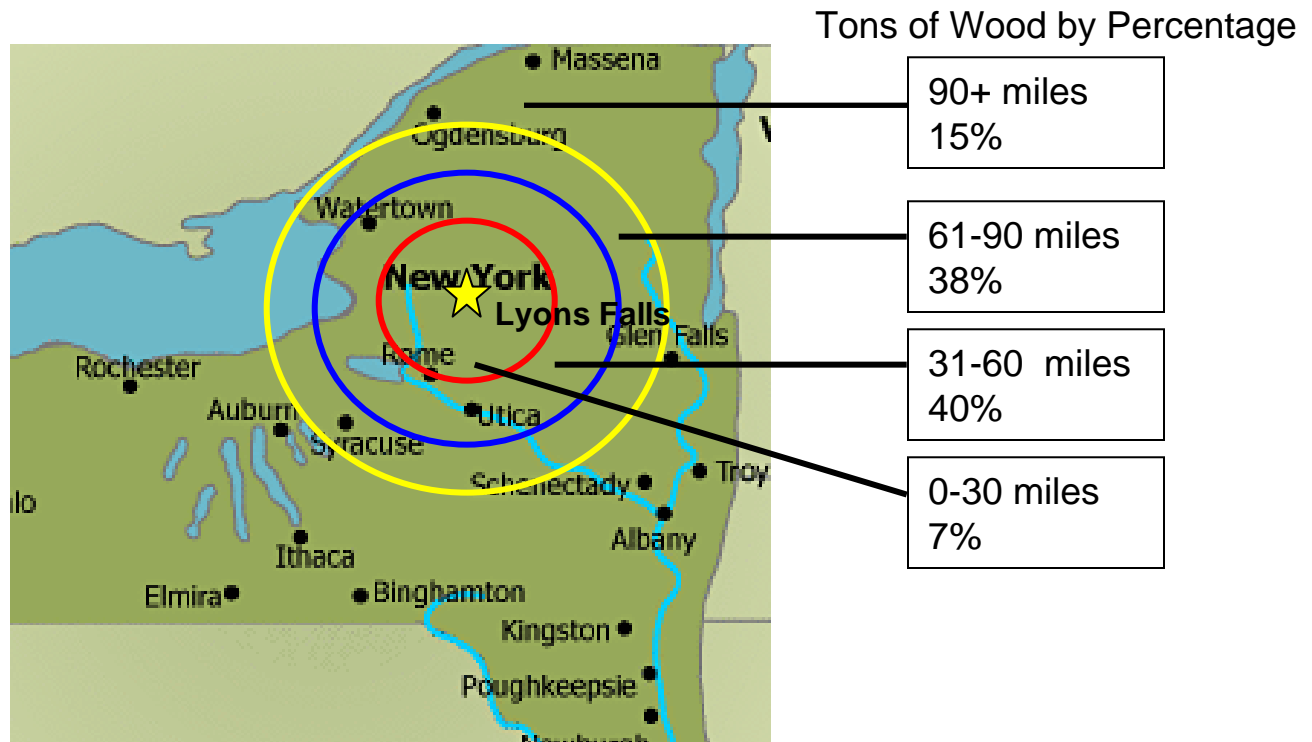 Tons of Wood by Percentage
Massena
90+ miles
15%
Ogdensburg
V
Watertown
61-90 miles
38%
New York
Lyons Falls
Glen Falls
Rome
Rochester
31-60 miles
40%
Auburn
Utica
Syracuse
Schenectady
Troy
0-30 miles
7%
lo
Albany
Ithaca
Elmira
Binghamton
Kingston
Poughkeepsie